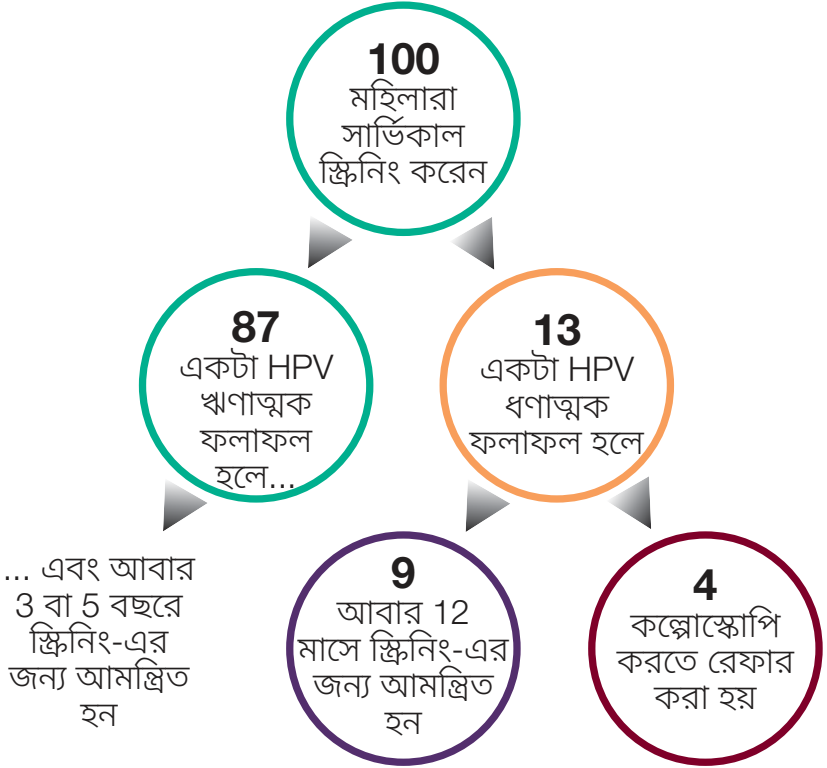 100
মহিলারা
সার্ভিকাল
স্ক্রিনিং করেন
87
একটা HPV
ঋণাত্মক
ফলাফল
হলে...
13
একটা HPV
ধণাত্মক
ফলাফল হলে
... এবং আবার
3 বা 5 বছরে
স্ক্রিনিং-এর
জন্য আমন্ত্রিত
হন
9
আবার 12
মাসে স্ক্রিনিং-এর
জন্য আমন্ত্রিত
হন
4
কল্পোস্কোপি
করতে রেফার
করা হয়